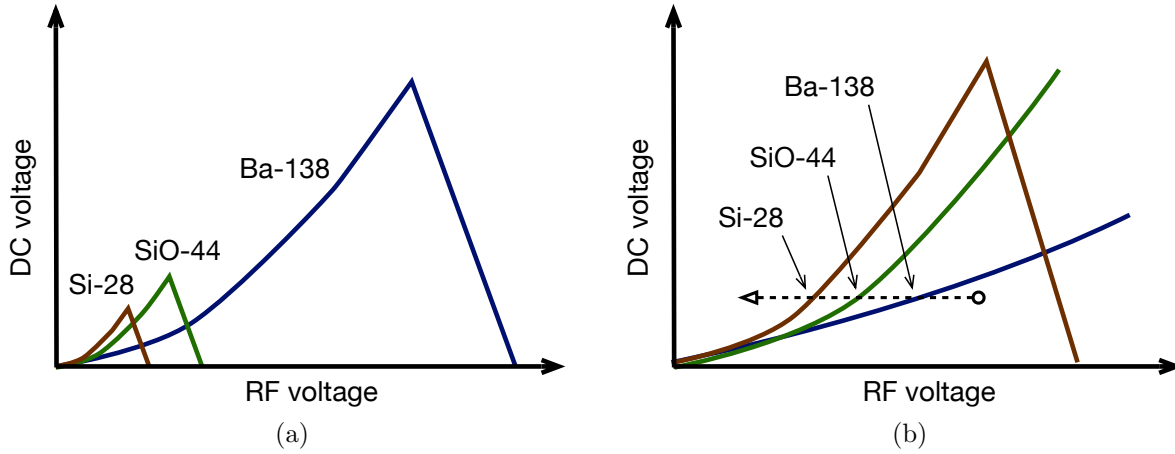 DC voltage
Ba-138
SiO-44
Si-28
RF voltage
(a)
DC voltage
Ba-138
SiO-44
Si-28
RF voltage
(b)